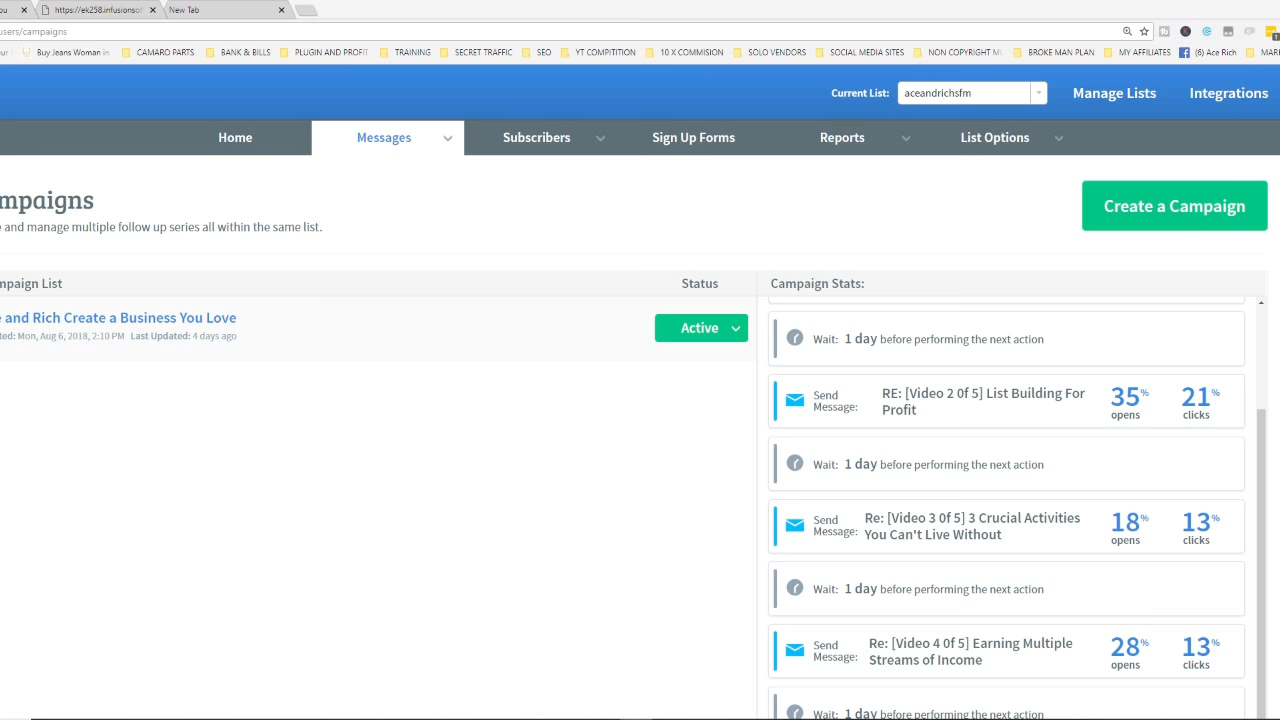 ou
https://ek258.infusionsof
New Tab
users/campaigns
Buy Jeans Woman in
CAMARO PARTS
BANK & BILLS
PLUGIN AND PROFIT
TRAINING
SECRET TRAFFIC
SEO
YT COMPITITION
10 X COMMISION
SOLO VENDORS
SOCIAL MEDIA SITES
NON COPYRIGHT M
BROKE MAN PLAN
MY AFFILIATES
(6) Ace Rich
MAR
Current List: aceandrichsfm Manage Lists Integrations
Home Messages Subscribers Sign Up Forms Reports List Options
mpaigns
e and manage multiple follow up series all within the same list.
Create a Campaign
mpaign List Status Campaign Stats:
e and Rich Create a Business You Love
ted: Mon, Aug 6, 2018, 2:10 PM Last Updated: 4 days ago
Active
Wait: 1 day before performing the next action
Send Message: RE: [Video 2 0f 5] List Building For Profit 35% opens 21% clicks
Wait: 1 day before performing the next action
Send Message: Re: [Video 3 0f 5] 3 Crucial Activities You Can't Live Without 18% opens 13% clicks
Wait: 1 day before performing the next action
Send Message: Re: [Video 4 0f 5] Earning Multiple Streams of Income 28% opens 13% clicks
Wait: 1 day before performing the next action